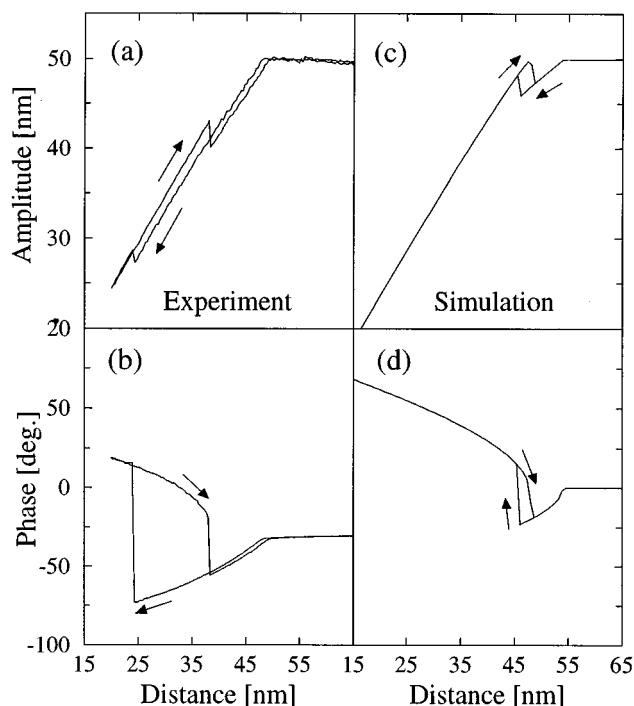 (a)
(c)
50
40
30
20
Amplitude [nm]
Experiment
Simulation
(b)
(d)
50
0
-50
-100
Phase [deg.]
15 25 35 45 55 15 25 35 45 55 65
Distance [nm]
Distance [nm]